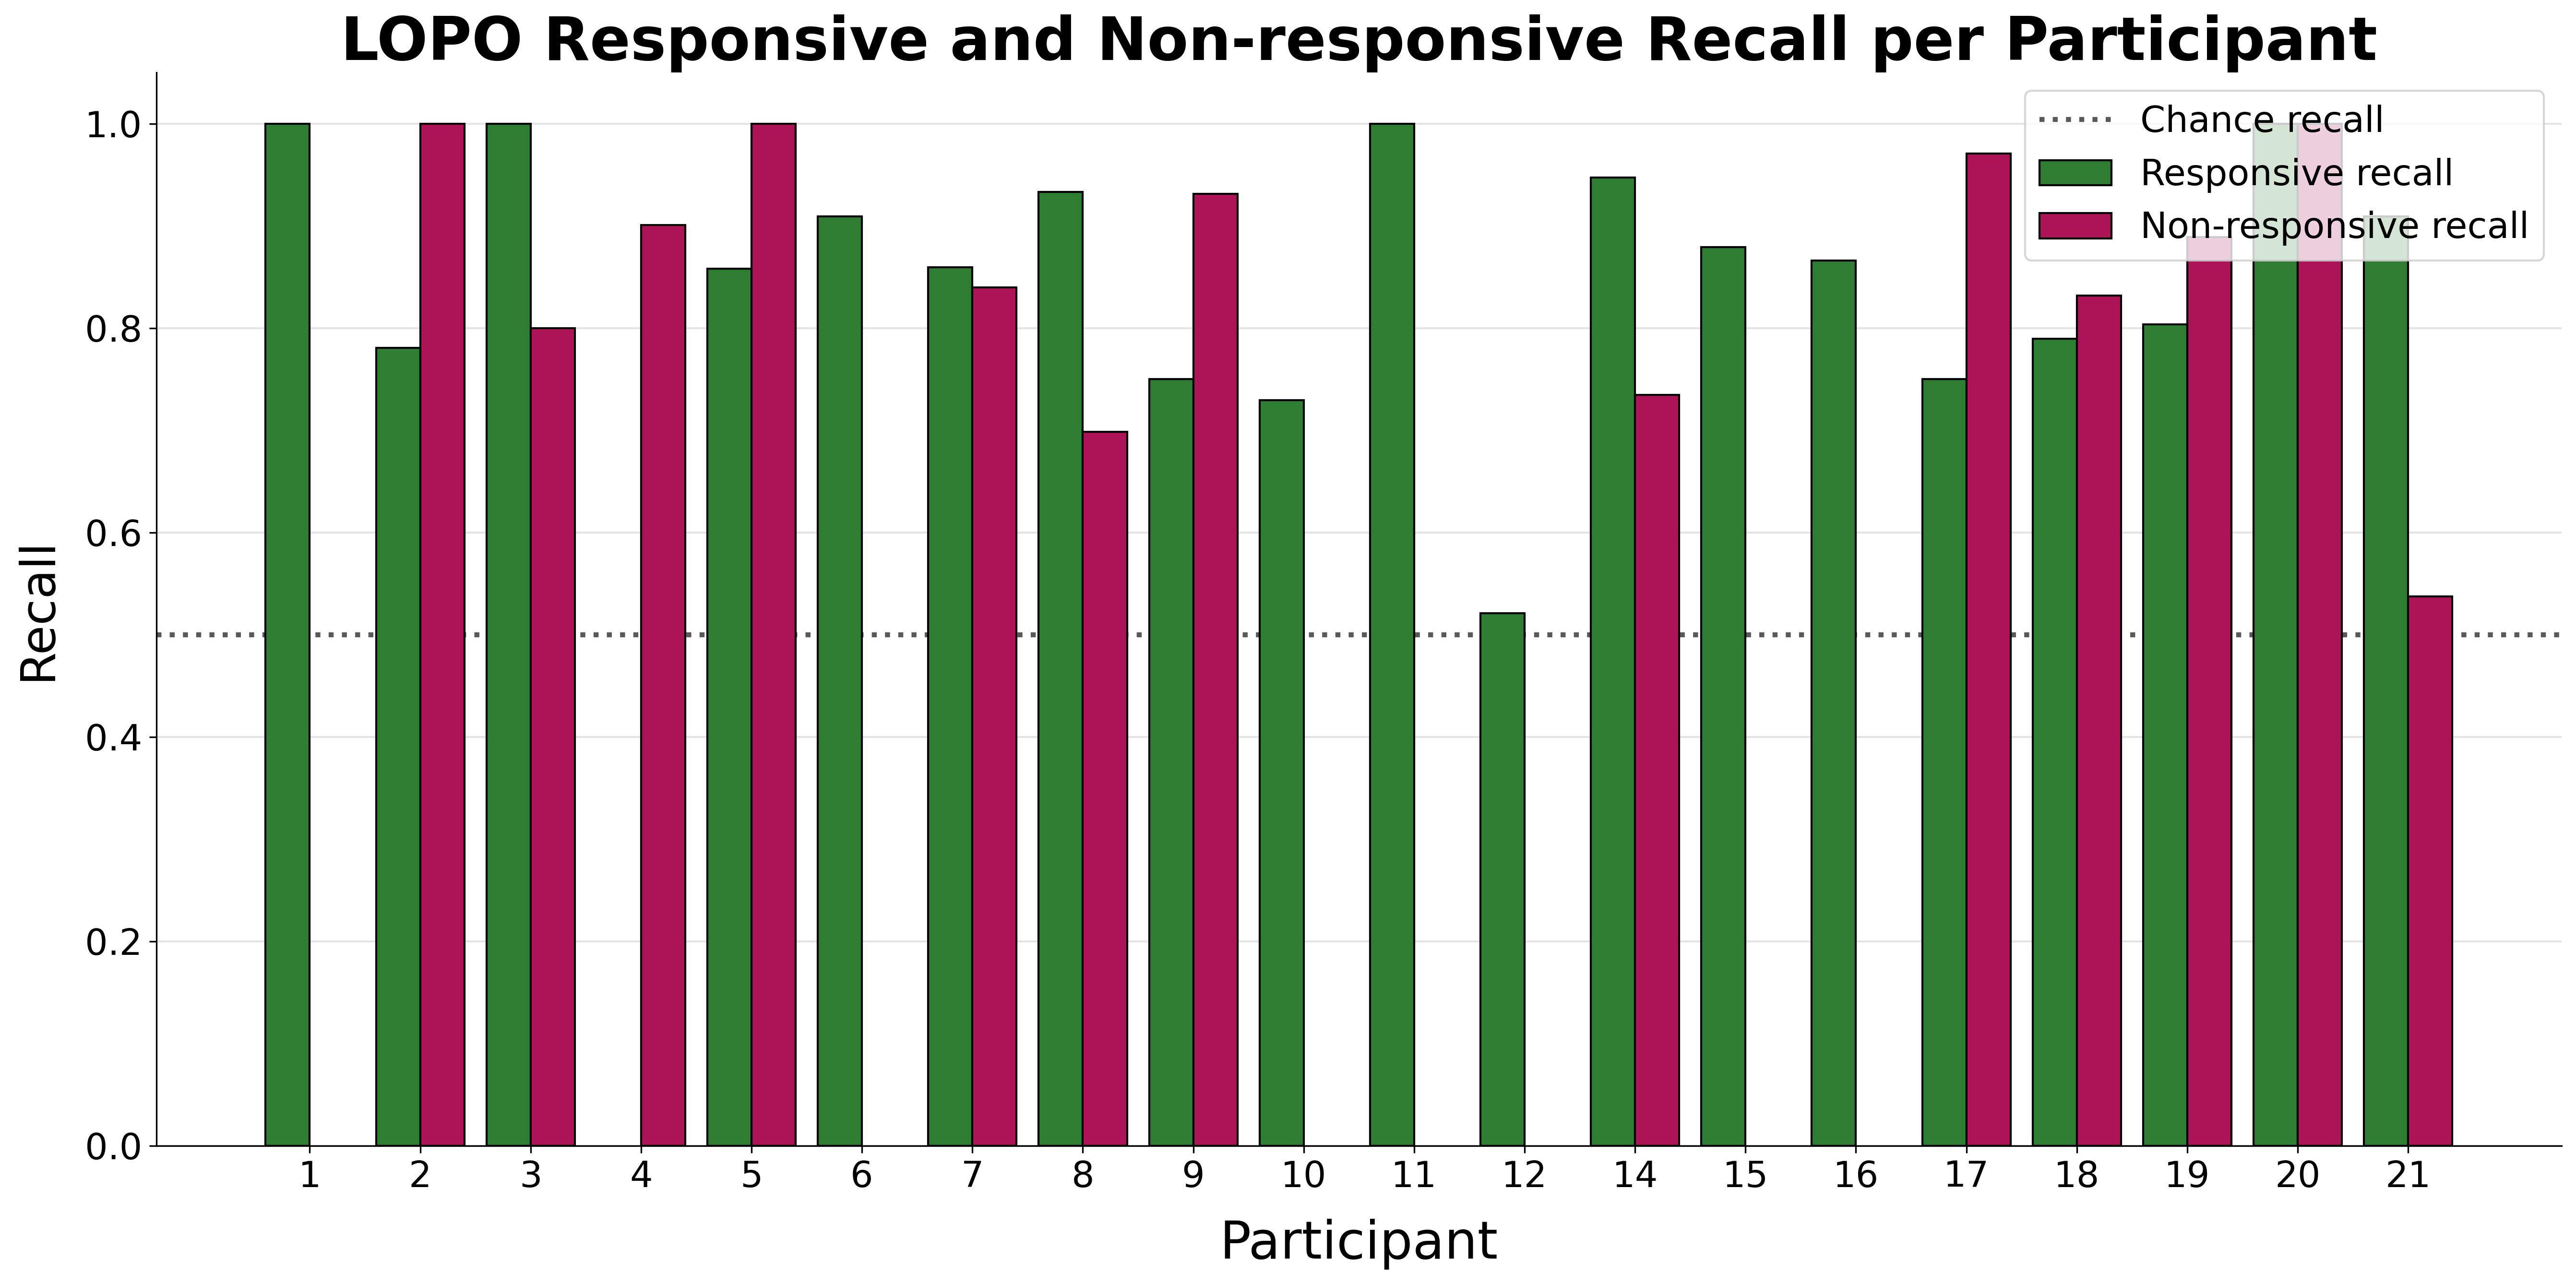 LOPO Responsive and Non-responsive Recall per Participant
Chance recall
Responsive recall
Non-responsive recall
1.0
0.8
0.6
0.4
0.2
0.0
Recall
1 2 3 4 5 6 7 8 9 10 11 12 14 15 16 17 18 19 20 21
Participant